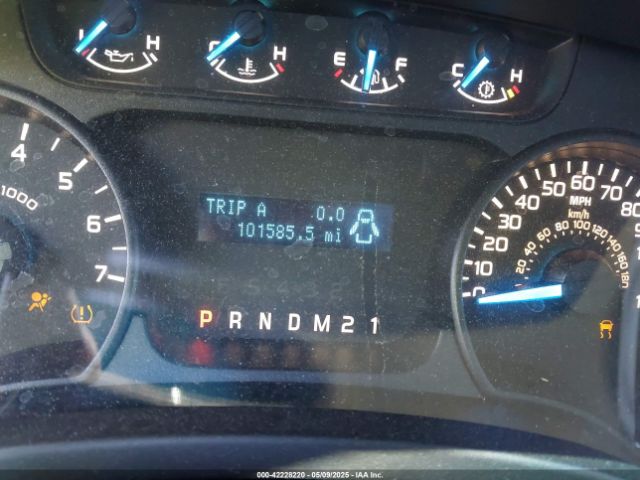 L H C H E F C H
4 5 6 7
1000
TRIP A 0.0
101585.5 mi
P R N D M 2 1
0 10 20 30 40 50 60 70 80
MPH
km/h
20 40 60 80 100 120 140 160 180
000-42228220 - 05/09/2025 - IAA Inc.